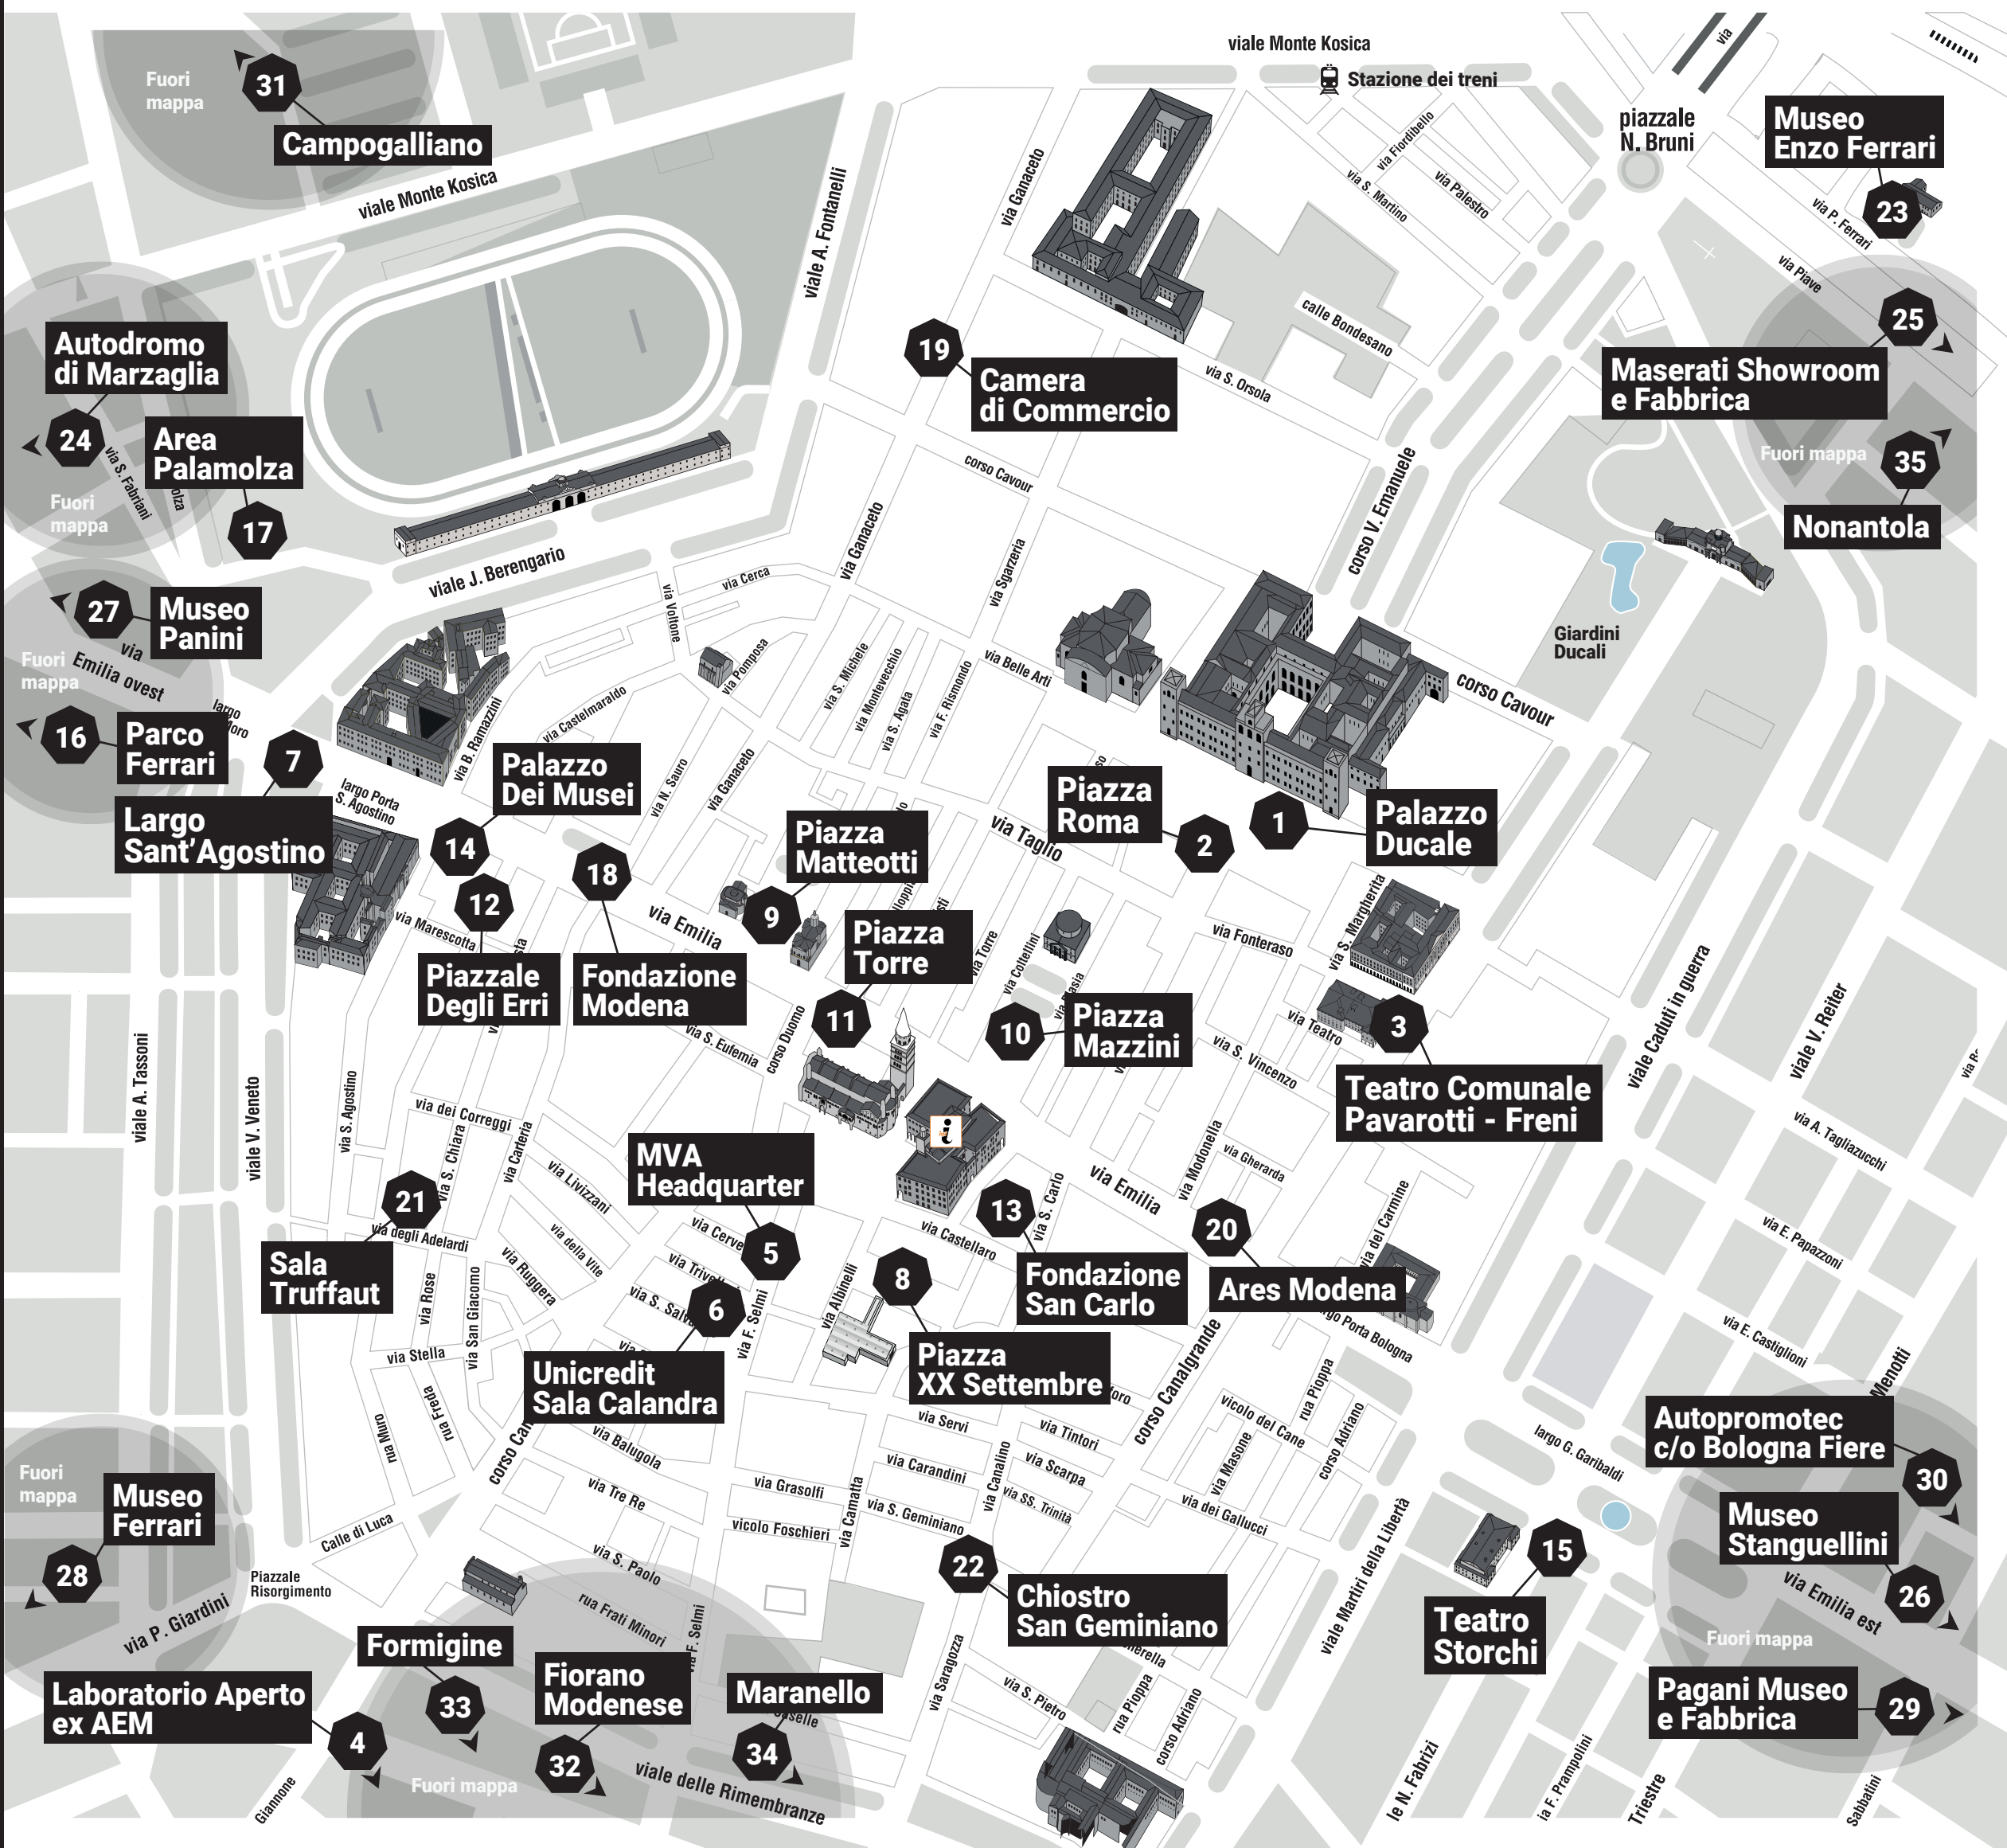 viale Monte Kosica
Stazione dei treni
via
piazzale
N. Bruni
Museo
Enzo Ferrari
23
via P. Ferrari
via Piave
Fuori
mappa
31
Campogalliano
viale Monte Kosica
viale A. Fontanelli
via Ganaceto
via Fiordibello
via Palestro
via S. Martino
calle Bondesano
via S. Orsola
25
Maserati Showroom
e Fabbrica
Fuori mappa
35
Nonantola
Autodromo
di Marzaglia
24
via S. Fabriani
Area
Palamolza
17
Fuori
mappa
19
Camera
di Commercio
corso Cavour
corso V. Emanuele
via Ganaceto
via Sgarzeria
viale J. Berengario
via Cerca
via Voltone
27
Museo
Panini
via
Emilia ovest
Fuori
mappa
largo
16
Parco
Ferrari
7
Largo
Sant'Agostino
largo Porta
S. Agostino
via B. Ramazzini
via Castelmaraldo
via Pomposa
via S. Michele
via Montevecchio
via S. Agata
via F. Rismondo
via Belle Arti
Giardini
Ducali
corso Cavour
Palazzo
Dei Musei
14
via N. Sauro
via Ganaceto
Piazza
Roma
2
1
Palazzo
Ducale
via Taglio
Piazza
Matteotti
9
18
Fondazione
Modena
12
Piazzale
Degli Erri
via Marescotta
via Emilia
Piazza
Torre
11
via Torre
via Coltellini
10
Piazza
Mazzini
via Fonteraso
via S. Margherita
via Teatro
3
Teatro Comunale
Pavarotti - Freni
via S. Vincenzo
viale Caduti in guerra
viale V. Reiter
via A. Tagliazucchi
via E. Papazzoni
via E. Castiglioni
Menotti
viale A. Tassoni
viale V. Veneto
via S. Agostino
via dei Correggi
via S. Chiara
via Carteria
via S. Eufemia
corso Duomo
i
via Livizzani
via della Vite
via Ruggera
21
Sala
Truffaut
via degli Adelardi
via Rose
via San Giacomo
via Stella
rua Muro
rua Freda
MVA
Headquarter
5
6
Unicredit
Sala Calandra
via F. Selmi
via Albinelli
via Castellaro
8
Piazza
XX Settembre
13
Fondazione
San Carlo
via S. Carlo
via Emilia
via Modonella
via Gherarda
20
Ares Modena
via del Carmine
largo Porta Bologna
corso Canalgrande
rua Pioppa
vicolo del Cane
via Masone
corso Adriano
via dei Gallucci
via Servi
via Tintori
via Carandini
via Canalino
via Scarpa
via SS. Trinità
via S. Geminiano
via Camatta
via Grasolfi
vicolo Foschieri
via Balugola
via Tre Re
via S. Paolo
rua Frati Minori
via F. Selmi
Calle di Luca
Piazzale
Risorgimento
via P. Giardini
Fuori
mappa
Museo
Ferrari
28
Laboratorio Aperto
ex AEM
4
Formigine
33
Fiorano
Modenese
32
Maranello
34
Fuori mappa
viale delle Rimembranze
Giannone
22
Chiostro
San Geminiano
via Saragozza
via S. Pietro
rua Pioppa
corso Adriano
viale Martiri della Libertà
15
Teatro
Storchi
largo G. Garibaldi
Autopromotec
c/o Bologna Fiere
30
Museo
Stanguellini
26
via Emilia est
Fuori mappa
Pagani Museo
e Fabbrica
29
le N. Fabrizi
ia F. Prampolini
Triestre
Sabbatini